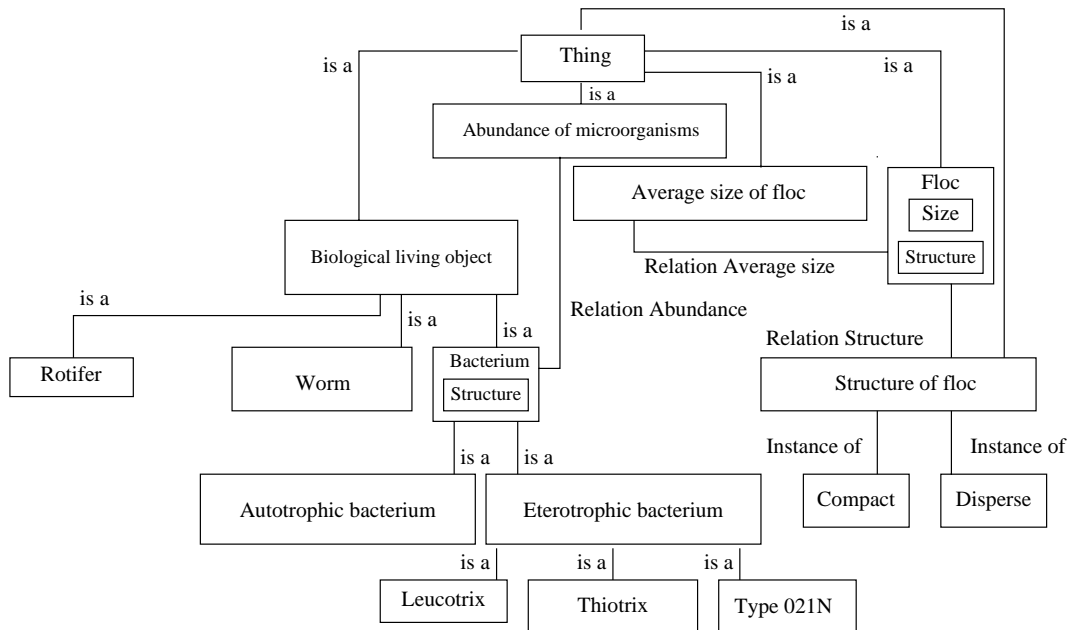 is a
Thing
is a
is a
is a
is a
Abundance of microorganisms
Average size of floc
Floc
Size
Structure
Biological living object
Relation Average size
is a
Relation Abundance
is a
is a
Relation Structure
Rotifer
Worm
Bacterium
Structure
Structure of floc
Instance of
Instance of
is a
is a
Compact
Disperse
Autotrophic bacterium
Eterotrophic bacterium
is a
is a
is a
Leucotrix
Thiotrix
Type 021N